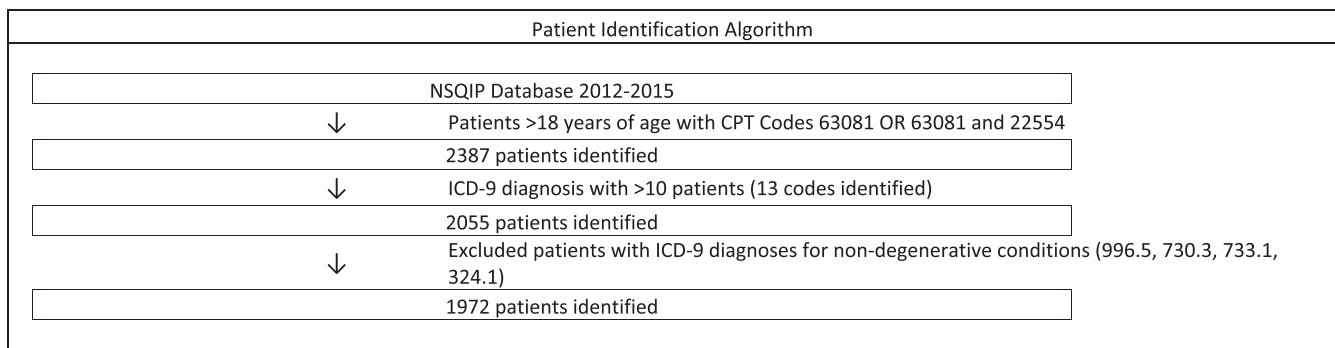 Patient Identification Algorithm
NSQIP Database 2012-2015
↓ Patients >18 years of age with CPT Codes 63081 OR 63081 and 22554
2387 patients identified
↓ ICD-9 diagnosis with >10 patients (13 codes identified)
2055 patients identified
↓ Excluded patients with ICD-9 diagnoses for non-degenerative conditions (996.5, 730.3, 733.1,
324.1)
1972 patients identified